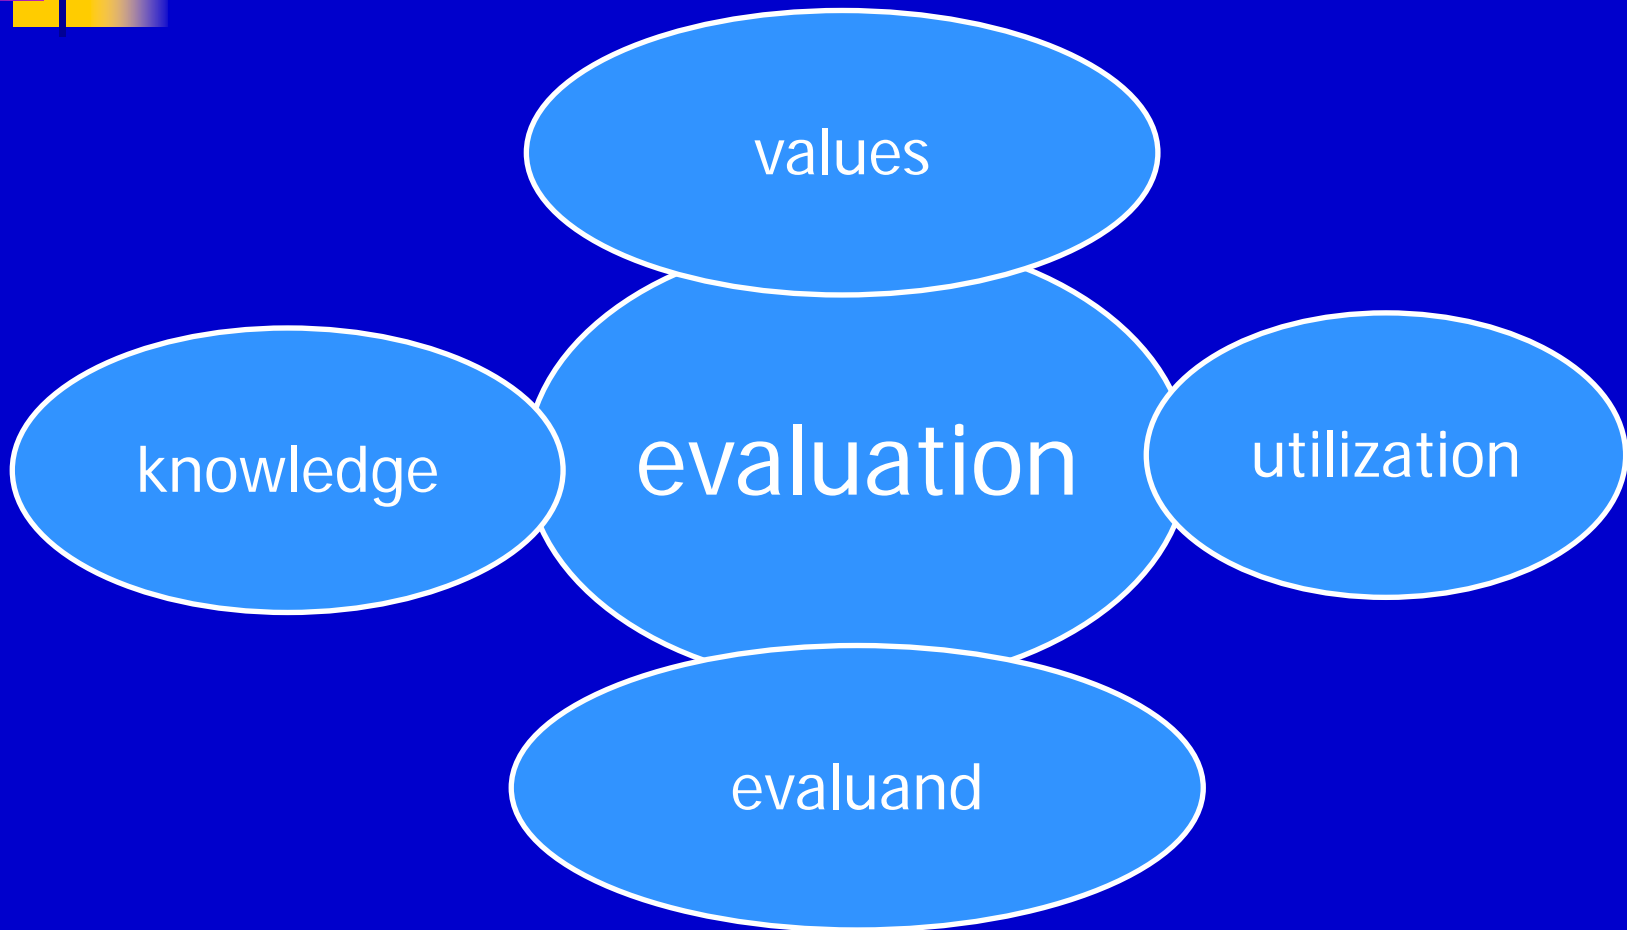 values
knowledge
evaluation
utilization
evaluand